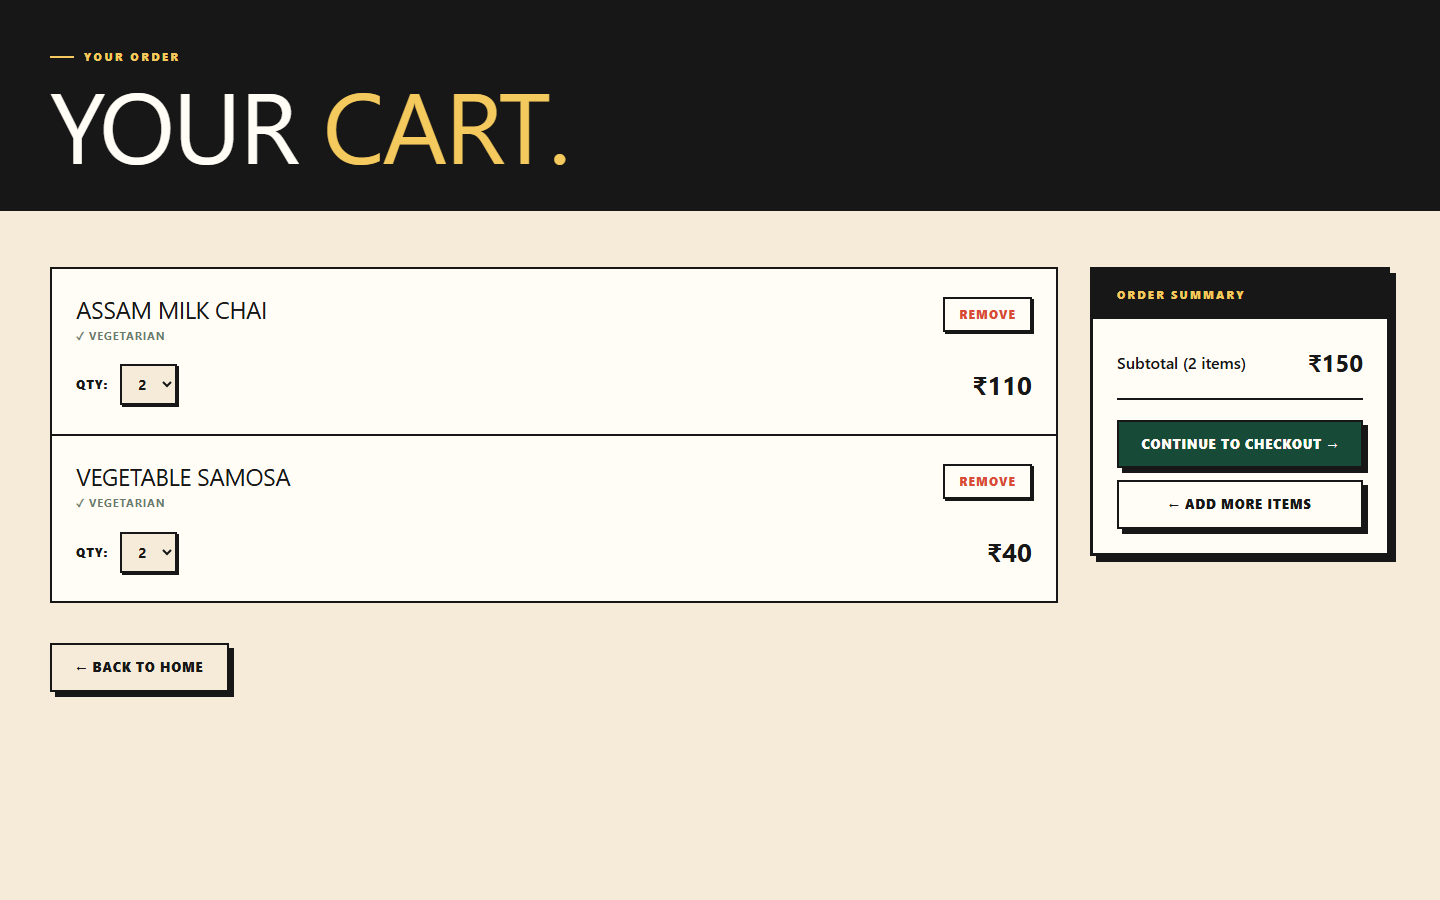 YOUR ORDER
YOUR CART.
ASSAM MILK CHAI
✓ VEGETARIAN
REMOVE
QTY: 2
₹110
VEGETABLE SAMOSA
✓ VEGETARIAN
REMOVE
QTY: 2
₹40
← BACK TO HOME
ORDER SUMMARY
Subtotal (2 items) ₹150
CONTINUE TO CHECKOUT →
← ADD MORE ITEMS